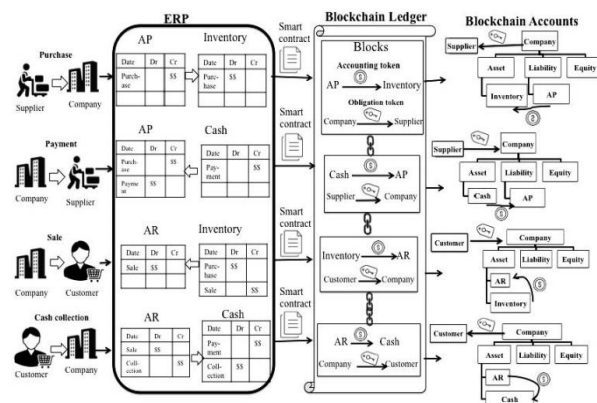 ERP
Blockchain Ledger
Blockchain Accounts
Purchase
Supplier
Company
AP
Date Dr Cr
Purch-
ase
$$
Inventory
Date Dr Cr
Purc-
hase
$$
Smart
contract
Blocks
Accounting token
AP
Inventory
Obligation token
Company
Supplier
Supplier
Company
Asset
Liability
Equity
Inventory
AP
Payment
Company
Supplier
AP
Date Dr Cr
Purc-
hase
$$
Payme
nt
$$
Cash
Date Dr Cr
Pay-
ment
$$
Smart
contract
Cash
AP
Supplier
Company
Supplier
Company
Asset
Liability
Equity
Cash
AP
Sale
Company
Customer
AR
Date Dr Cr
Sale $$
Inventory
Date Dr Cr
Purc-
hase
$$
Sale $$
Smart
contract
Inventory
AR
Customer
Company
Customer
Company
Asset
Liability
Equity
AR
Inventory
Cash collection
Customer
Company
AR
Date Dr Cr
Sale $$
Coll-
ection
$$
Cash
Date Dr Cr
Pay-
ment
$$
Colle-
ction
$$
Smart
contract
AR
Cash
Company
Customer
Customer
Company
Asset
Liability
Equity
AR
Cash